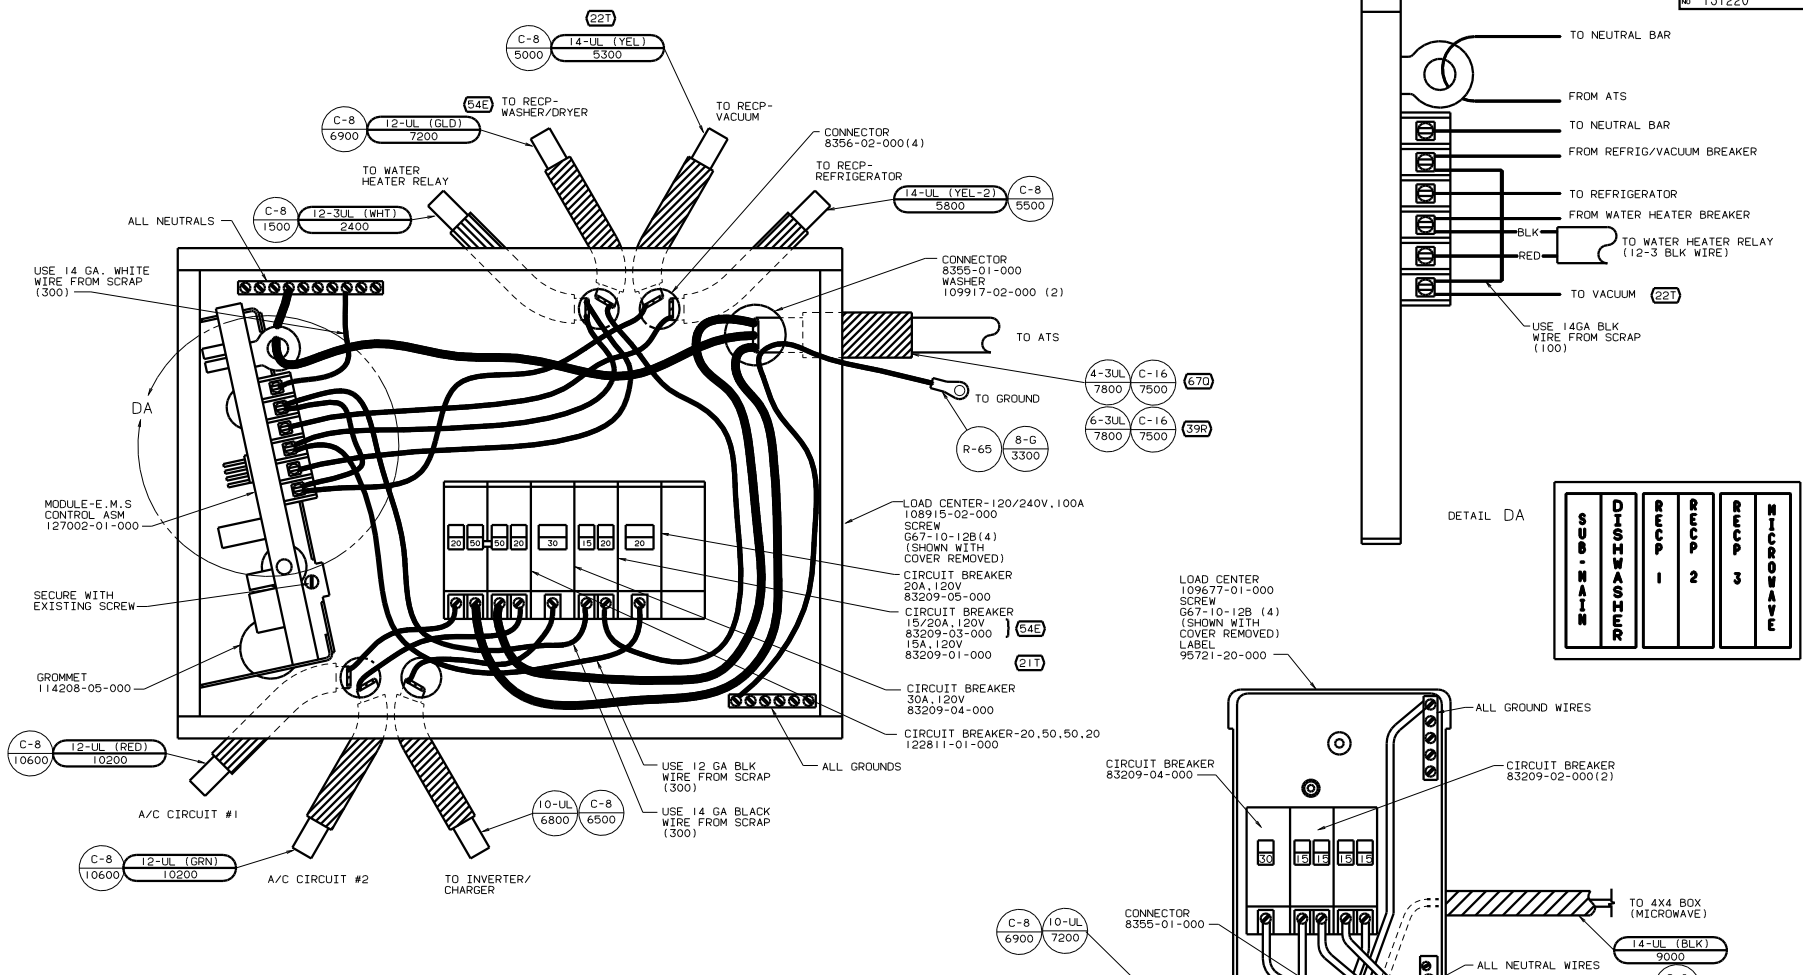 NO 131220
22T
C-8
5000
14-UL (YEL)
5300
54E
TO RECP-
WASHER/DRYER
TO RECP-
VACUUM
C-8
6900
12-UL (GLD)
7200
CONNECTOR
8356-02-000(4)
TO WATER
HEATER RELAY
TO RECP-
REFRIGERATOR
14-UL (YEL-2)
5800
C-8
5500
C-8
1500
12-3UL (WHT)
2400
ALL NEUTRALS
USE 14 GA. WHITE
WIRE FROM SCRAP
(300)
CONNECTOR
8355-01-000
WASHER
109917-02-000 (2)
TO ATS
DA
TO GROUND
4-3UL
7800
C-16
7500
67Q
6-3UL
7800
C-16
7500
39R
R-65
8-G
3300
MODULE-E.M.S
CONTROL ASM
127002-01-000
SECURE WITH
EXISTING SCREW
GROMMET
114208-05-000
20
50
50
20
30
15
20
20
LOAD CENTER-120/240V,100A
108915-02-000
SCREW
G67-10-12B(4)
(SHOWN WITH
COVER REMOVED)
CIRCUIT BREAKER
20A,120V
83209-05-000
CIRCUIT BREAKER
15/20A,120V
83209-03-000
54E
15A,120V
83209-01-000
21T
CIRCUIT BREAKER
30A,120V
83209-04-000
CIRCUIT BREAKER-20,50,50,20
122811-01-000
ALL GROUNDS
USE 12 GA BLK
WIRE FROM SCRAP
(300)
USE 14 GA BLACK
WIRE FROM SCRAP
(300)
C-8
10600
12-UL (RED)
10200
A/C CIRCUIT #1
10-UL
6800
C-8
6500
C-8
10600
12-UL (GRN)
10200
A/C CIRCUIT #2
TO INVERTER/
CHARGER
TO NEUTRAL BAR
FROM ATS
TO NEUTRAL BAR
FROM REFRIG/VACUUM BREAKER
TO REFRIGERATOR
FROM WATER HEATER BREAKER
BLK
RED
TO WATER HEATER RELAY
(12-3 BLK WIRE)
TO VACUUM
22T
USE 14GA BLK
WIRE FROM SCRAP
(100)
DETAIL DA
SUB-MAIN
DISHWASHER
RECP 1
RECP 2
RECP 3
MICROWAVE
LOAD CENTER
109677-01-000
SCREW
G67-10-12B (4)
(SHOWN WITH
COVER REMOVED)
LABEL
95721-20-000
ALL GROUND WIRES
CIRCUIT BREAKER
83209-04-000
CIRCUIT BREAKER
83209-02-000(2)
30
15
15
15
15
CONNECTOR
8355-01-000
C-8
6900
10-UL
7200
TO 4X4 BOX
(MICROWAVE)
14-UL (BLK)
9000
ALL NEUTRAL WIRES